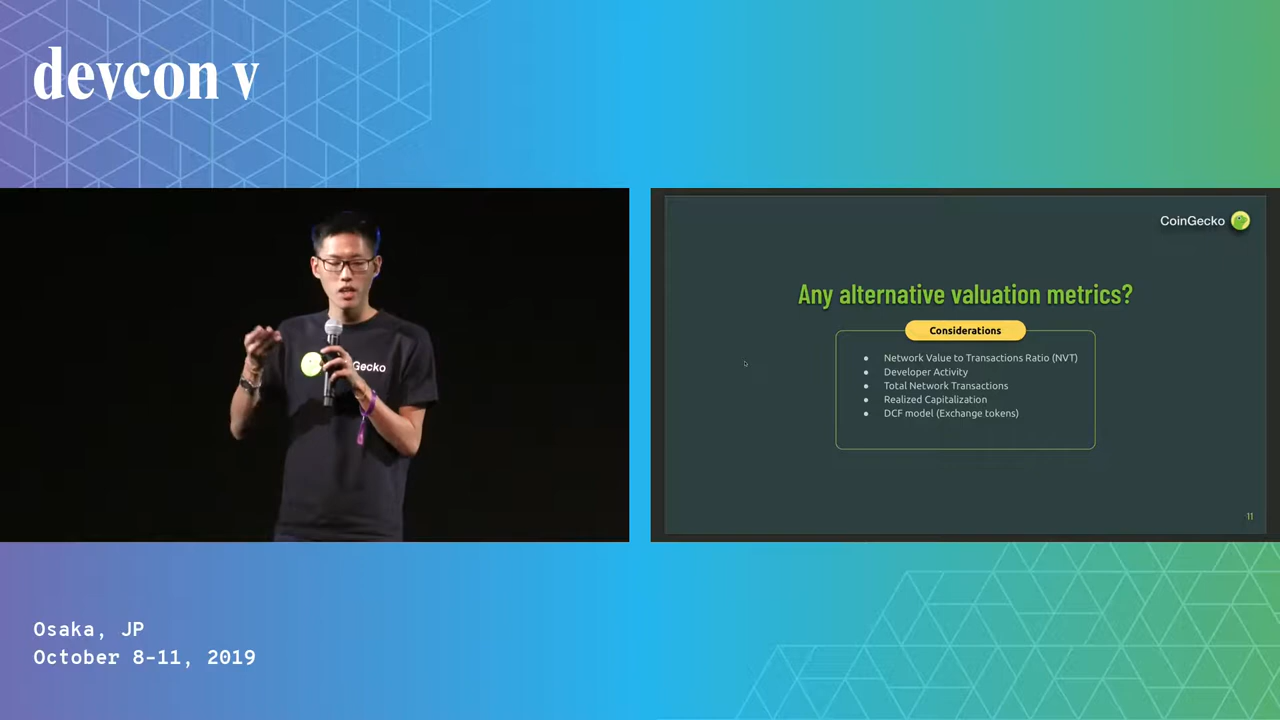 devcon v
Gecko
CoinGecko
Any alternative valuation metrics?
Considerations
● Network Value to Transactions Ratio (NVT)
● Developer Activity
● Total Network Transactions
● Realized Capitalization
● DCF model (Exchange tokens)
11
Osaka, JP
October 8-11, 2019